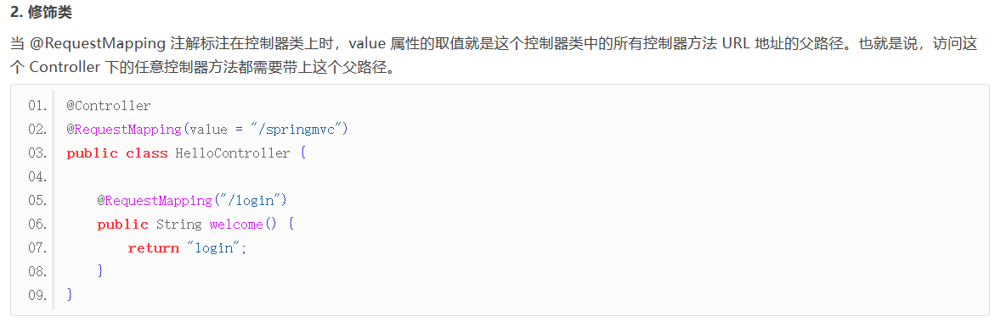 2. 修饰类
当 @RequestMapping 注解标注在控制器类上时，value 属性的取值就是这个控制器类中的所有控制器方法 URL 地址的父路径。也就是说，访问这
个 Controller 下的任意控制器方法都需要带上这个父路径。
01. @Controller
02. @RequestMapping(value = "/springmvc")
03. public class HelloController {
04.
05.     @RequestMapping("/login")
06.     public String welcome() {
07.         return "login";
08.     }
09. }